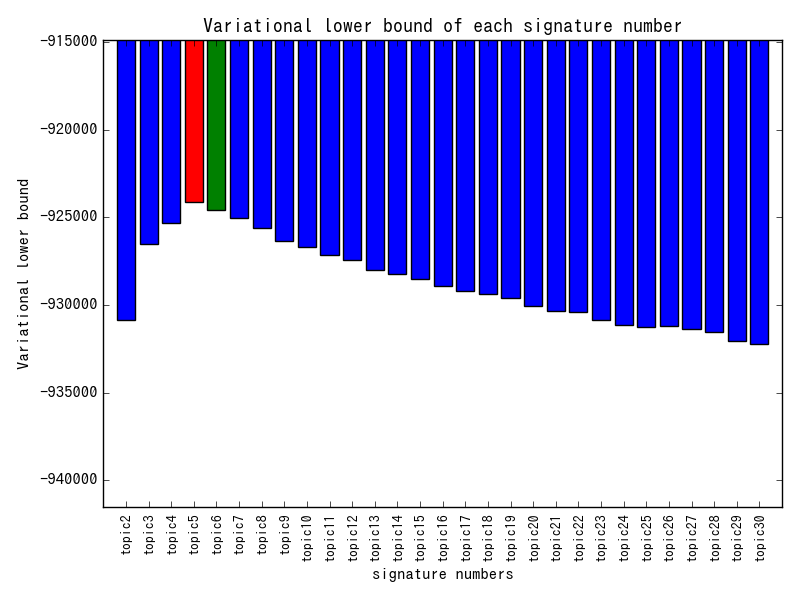 Variational lower bound of each signature number
Variational lower bound
-915000
-920000
-925000
-930000
-935000
-940000
topic2
topic3
topic4
topic5
topic6
topic7
topic8
topic9
topic10
topic11
topic12
topic13
topic14
topic15
topic16
topic17
topic18
topic19
topic20
topic21
topic22
topic23
topic24
topic25
topic26
topic27
topic28
topic29
topic30
signature numbers